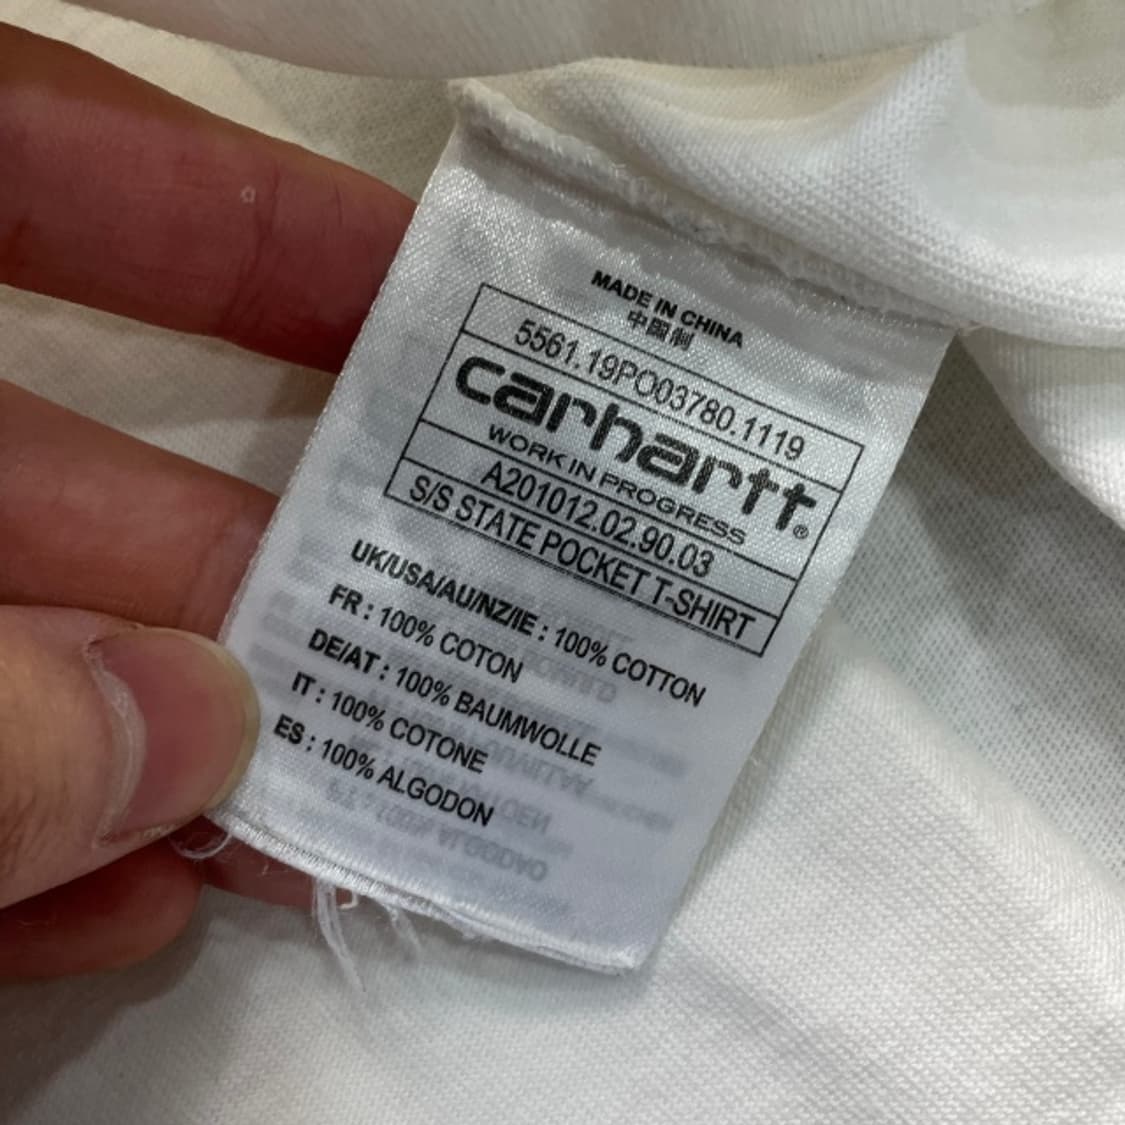 MADE IN CHINA
中国制
5561.19PO03780.1119
carhartt®
WORK IN PROGRESS
A201012.02.90.03
S/S STATE POCKET T-SHIRT
UK/USA/AU/NZ/IE : 100% COTTON
FR : 100% COTON
DE/AT : 100% BAUMWOLLE
IT : 100% COTONE
ES : 100% ALGODON